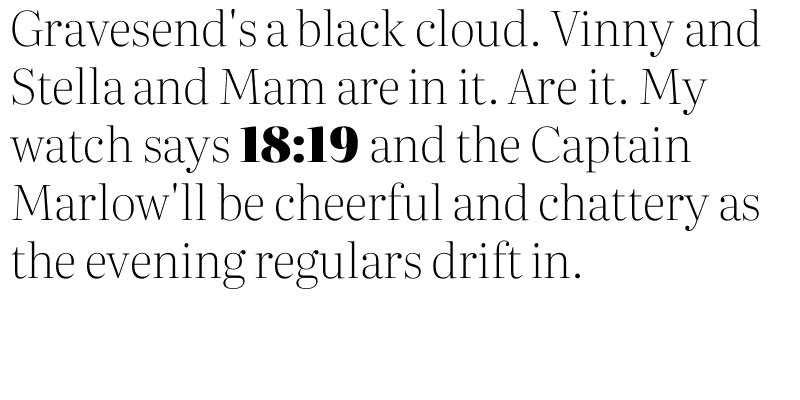 Gravesend's a black cloud. Vinny and
Stella and Mam are in it. Are it. My
watch says 18:19 and the Captain
Marlow'll be cheerful and chattery as
the evening regulars drift in.